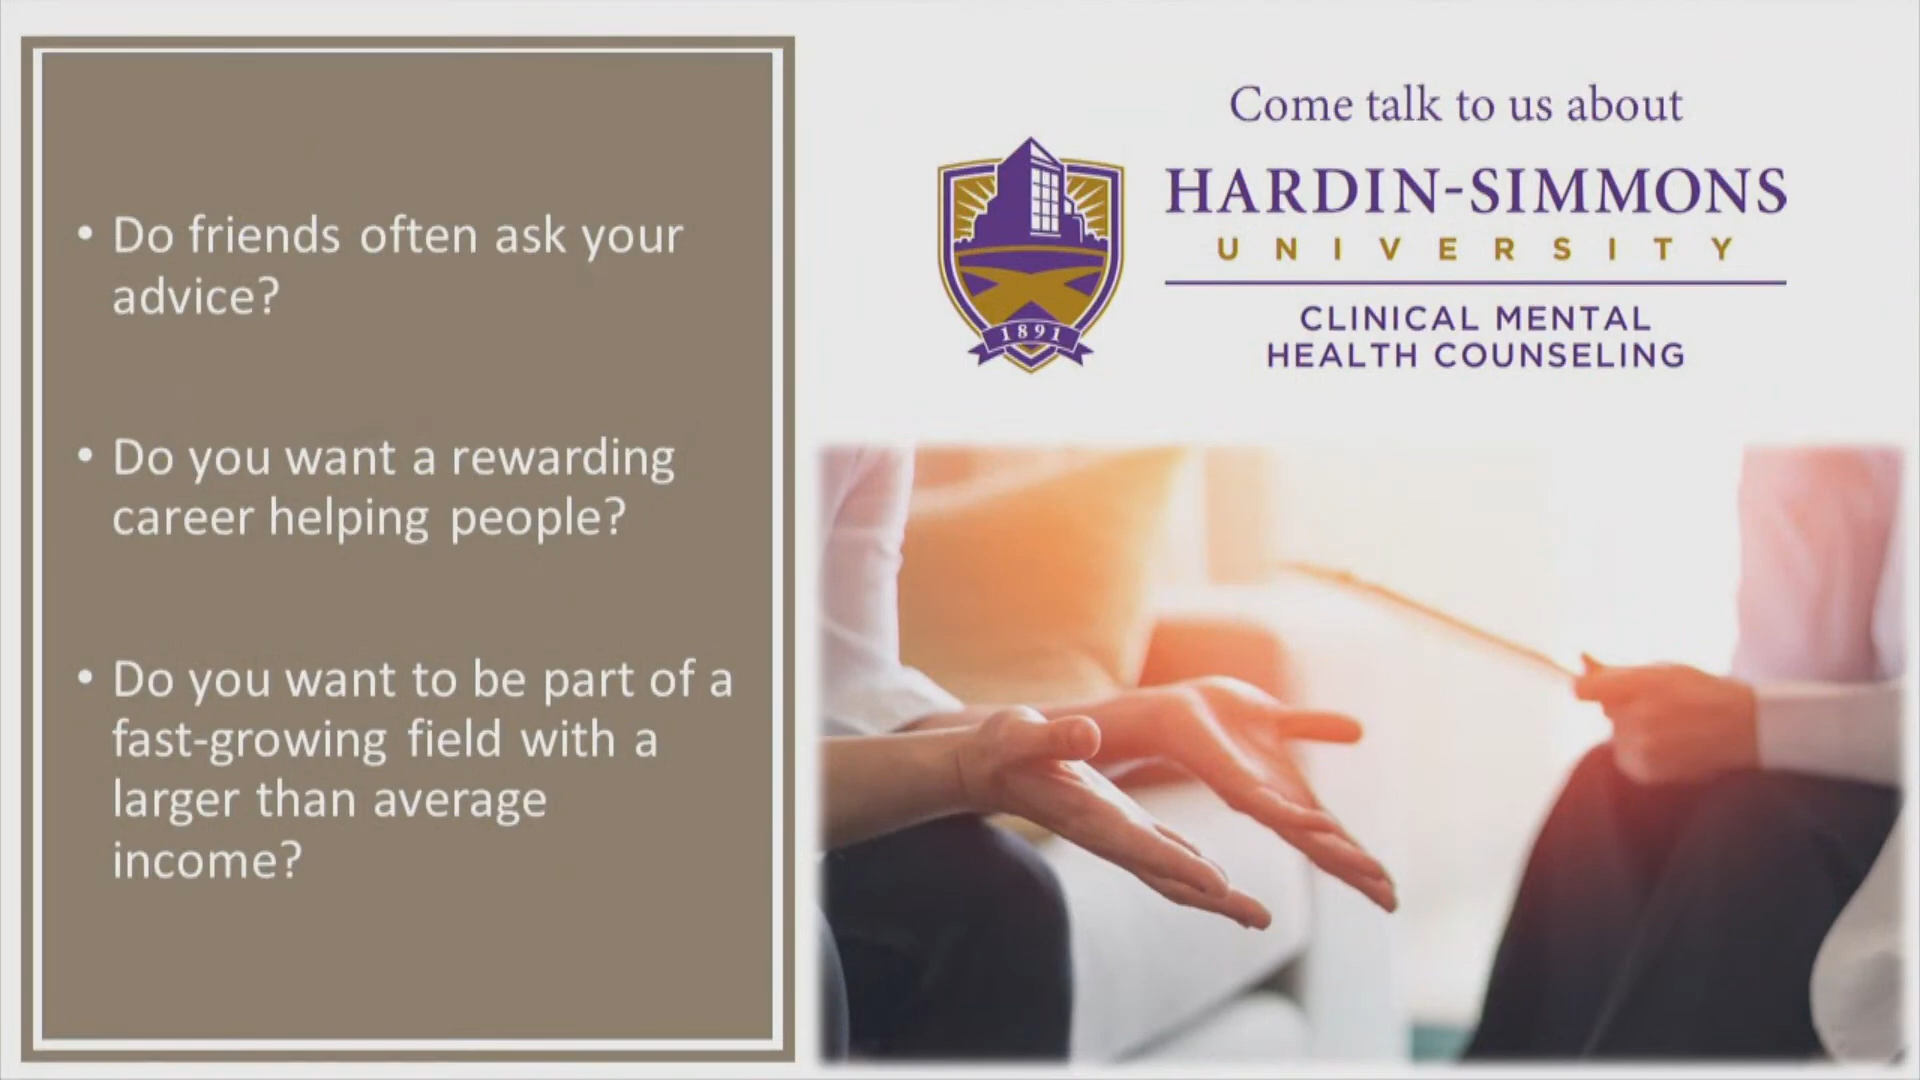 • Do friends often ask your
advice?
• Do you want a rewarding
career helping people?
• Do you want to be part of a
fast-growing field with a
larger than average
income?
Come talk to us about
HARDIN-SIMMONS
UNIVERSITY
CLINICAL MENTAL
HEALTH COUNSELING
1891